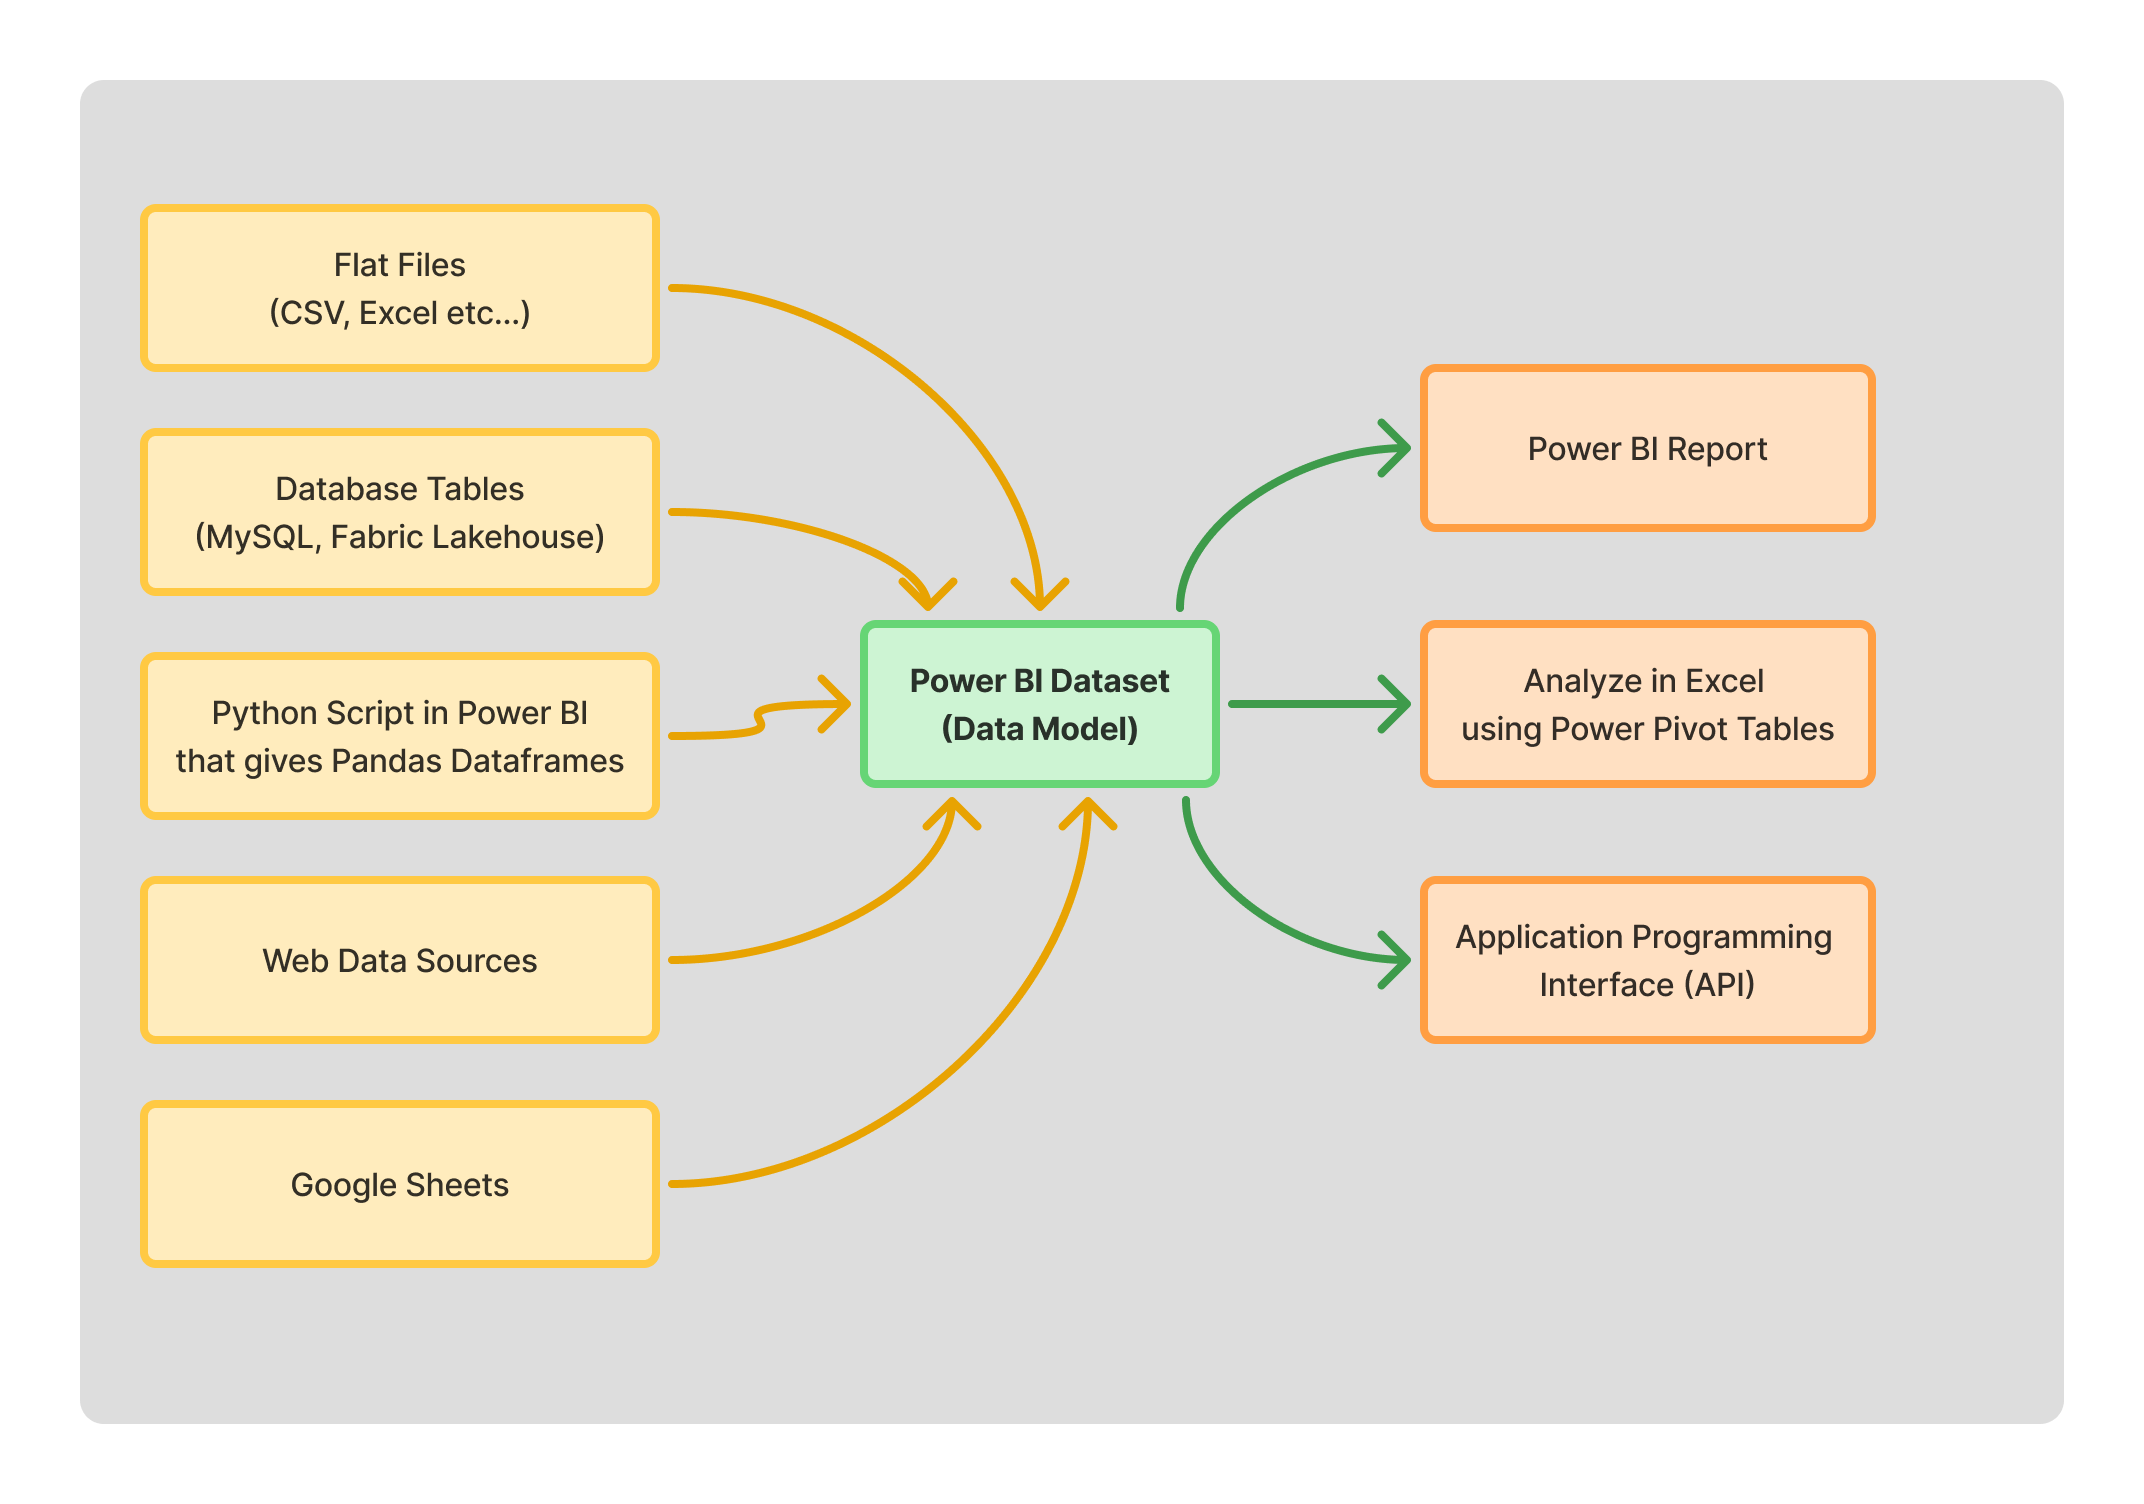 Flat Files
(CSV, Excel etc...)
Database Tables
(MySQL, Fabric Lakehouse)
Python Script in Power BI
that gives Pandas Dataframes
Web Data Sources
Google Sheets
Power BI Dataset
(Data Model)
Power BI Report
Analyze in Excel
using Power Pivot Tables
Application Programming
Interface (API)